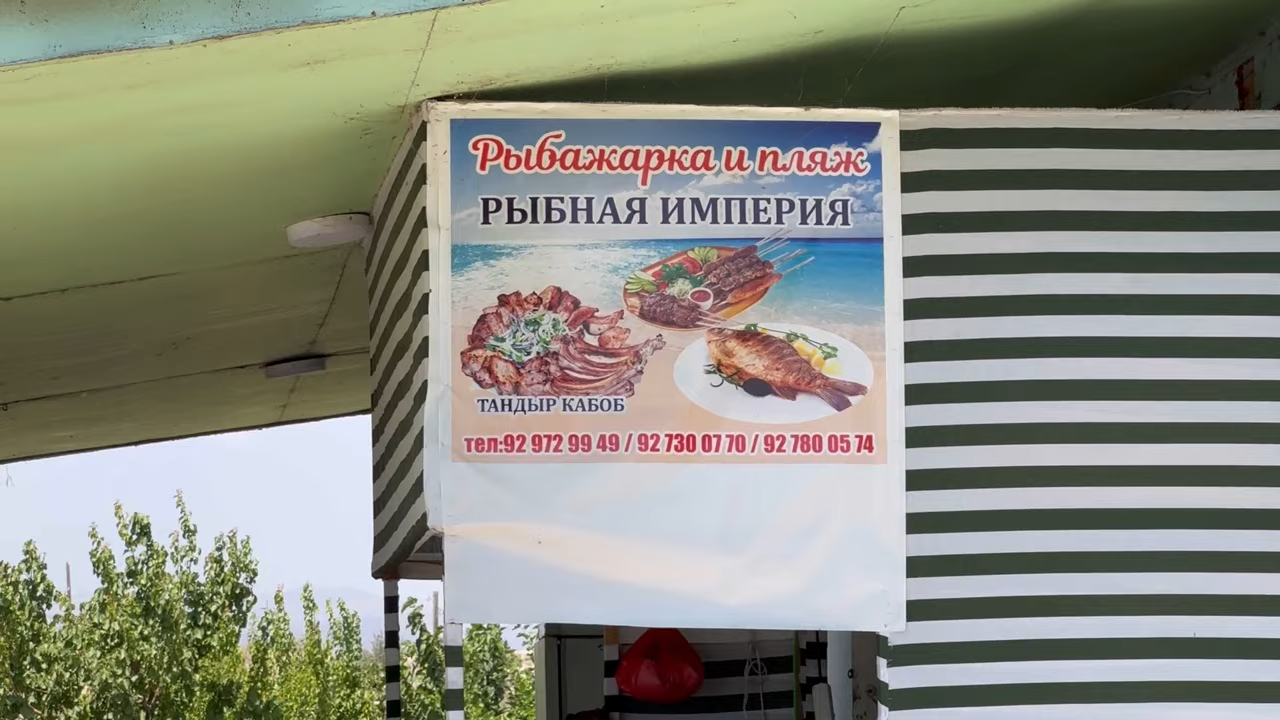 Рыбажарка и пляж
РЫБНАЯ ИМПЕРИЯ
ТАНДЫР КАБОБ
тел:92 972 99 49 / 92 730 07 70 / 92 780 05 74